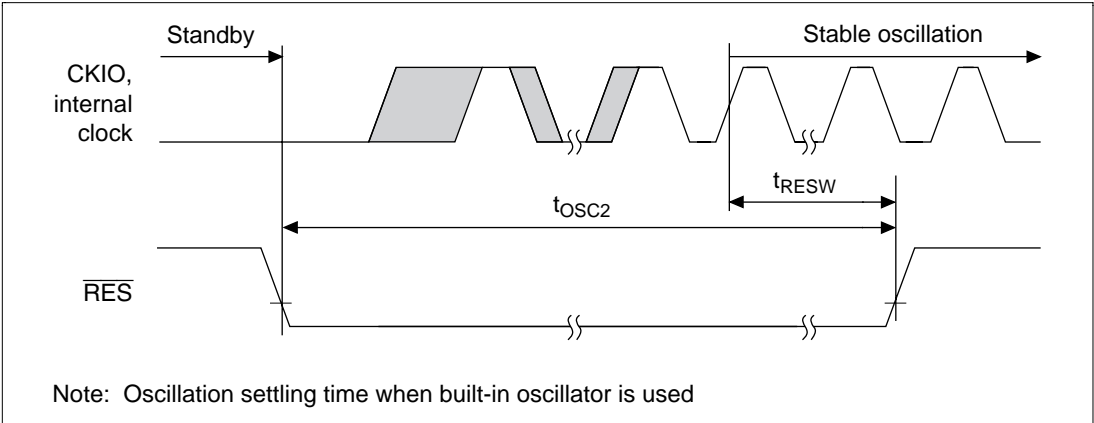 Standby
Stable oscillation
CKIO,
internal
clock
tRESW
tOSC2
RES
Note: Oscillation settling time when built-in oscillator is used